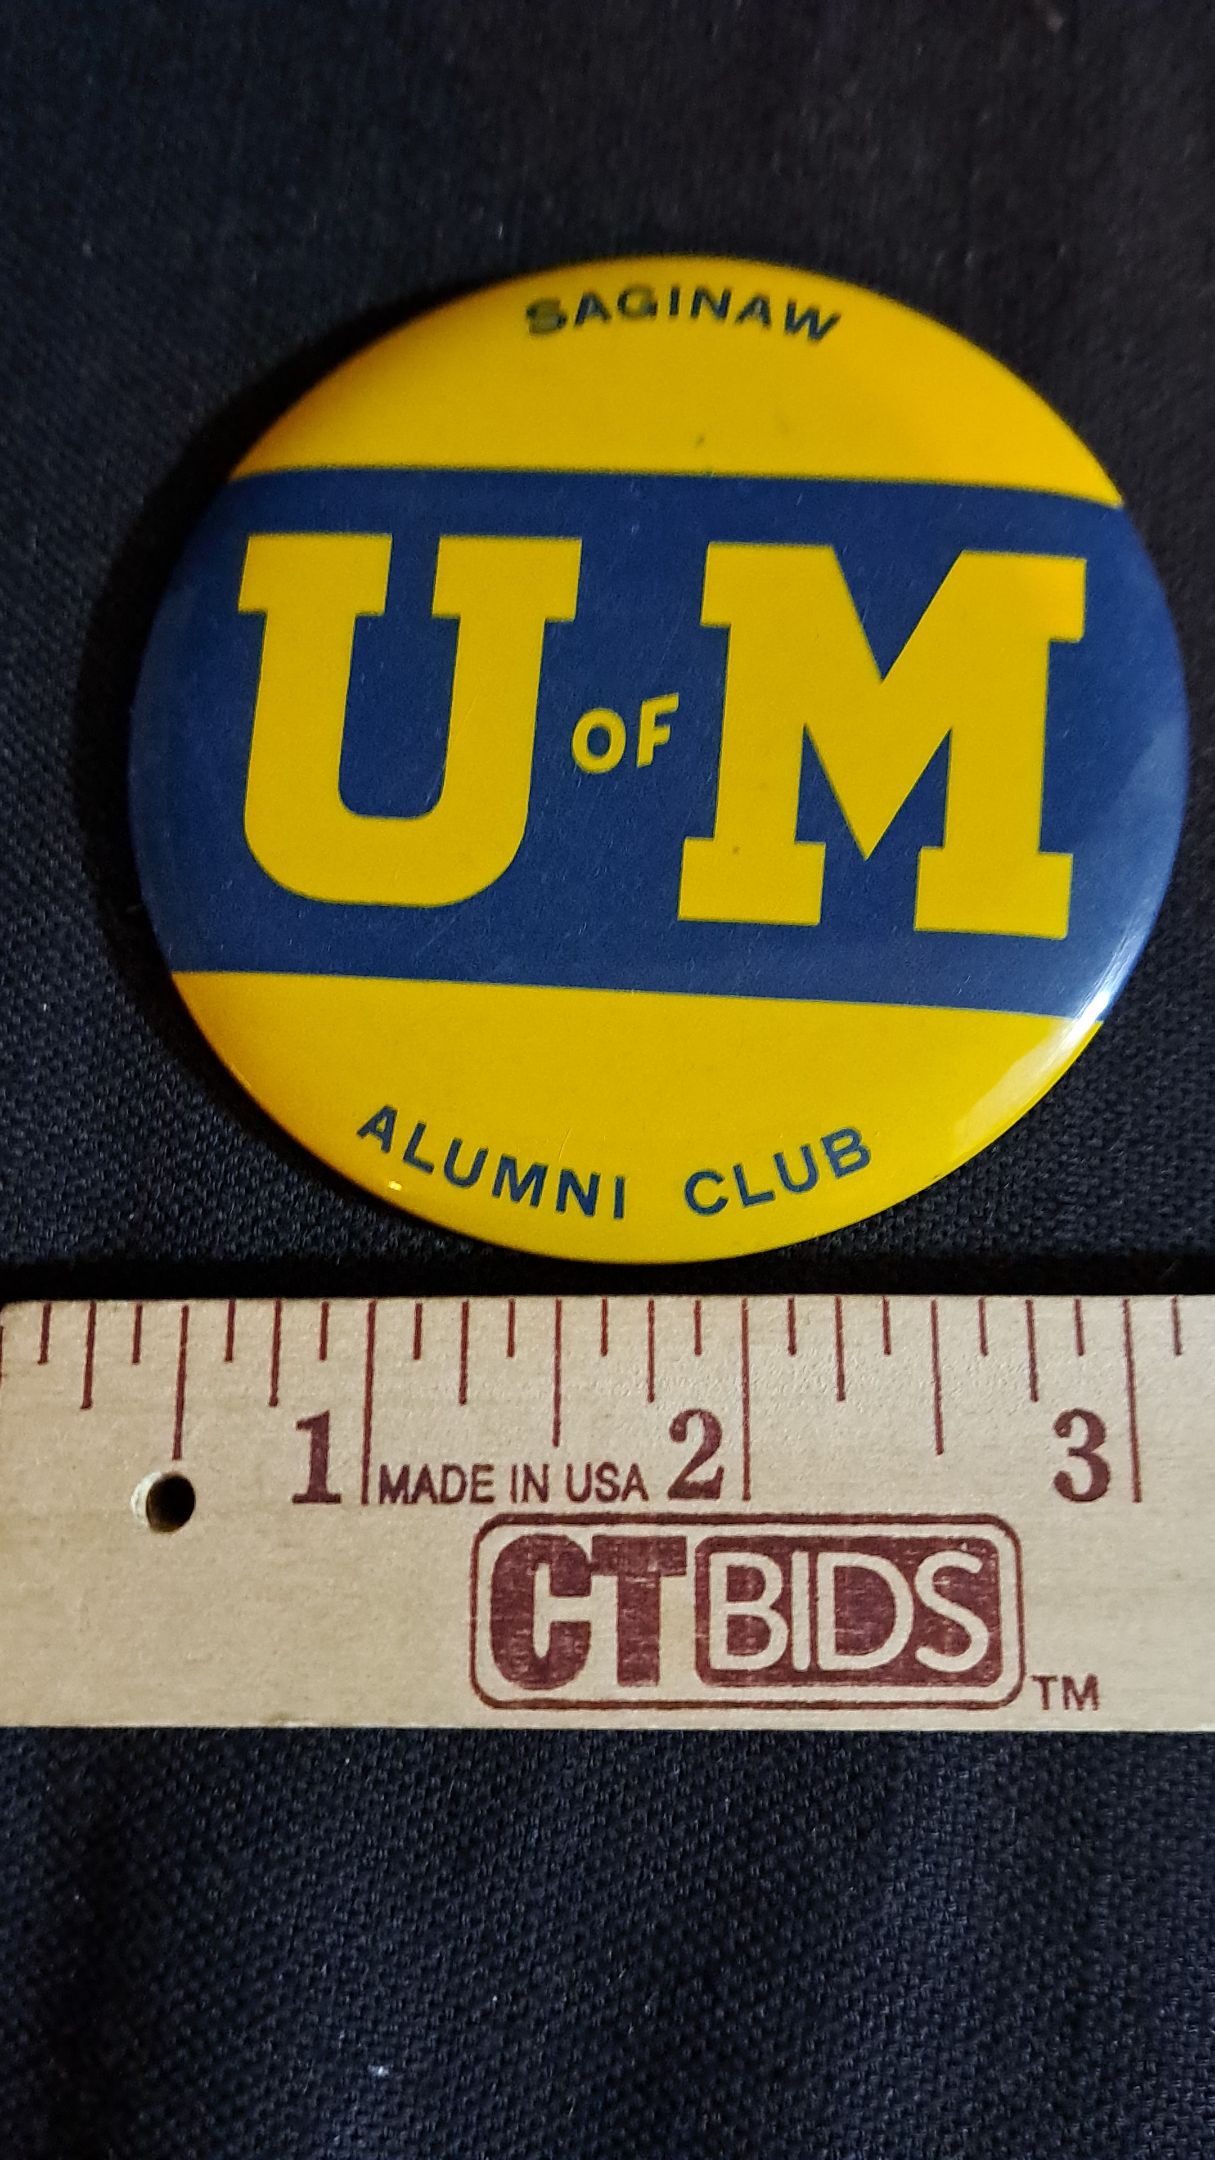 SAGINAW
U OF M
ALUMNI CLUB
1 MADE IN USA 2 3
CTBIDS TM